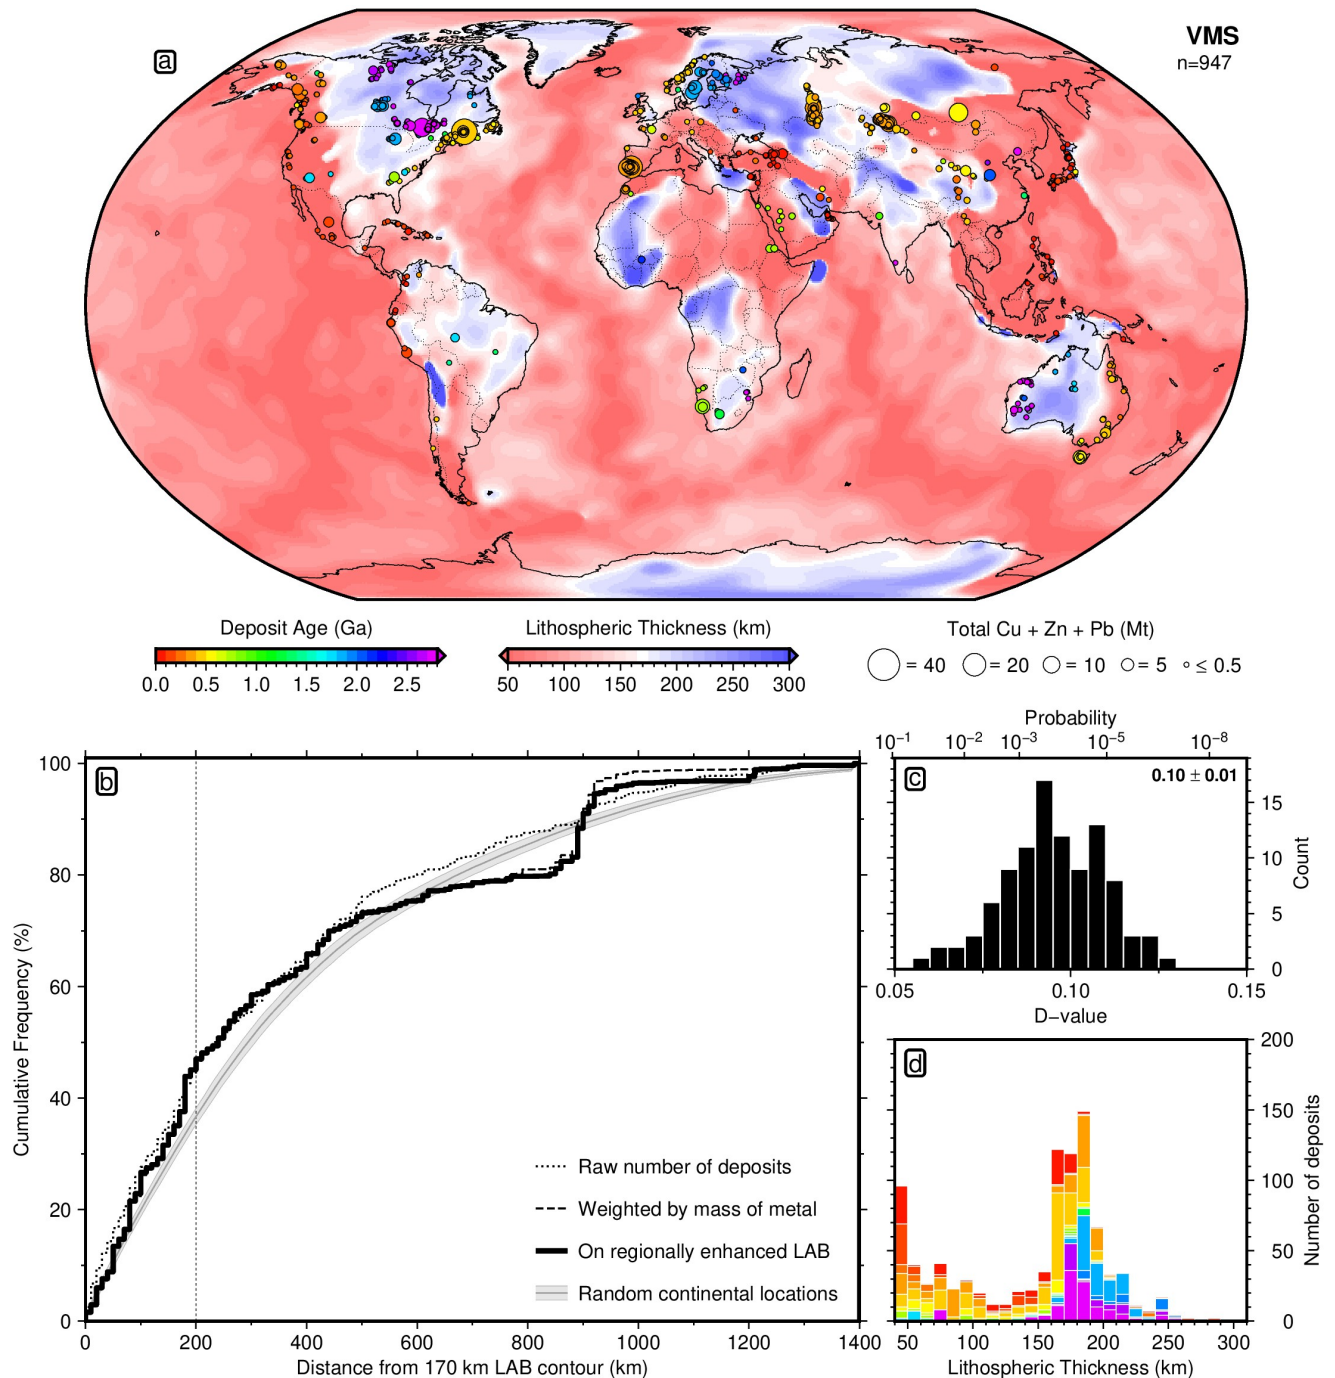 a
VMS
n=947
Deposit Age (Ga)
0.0 0.5 1.0 1.5 2.0 2.5
Lithospheric Thickness (km)
50 100 150 200 250 300
Total Cu + Zn + Pb (Mt)
= 40 = 20 = 10 = 5 ≤ 0.5
b
Cumulative Frequency (%)
100
80
60
40
20
0
Raw number of deposits
Weighted by mass of metal
On regionally enhanced LAB
Random continental locations
0 200 400 600 800 1000 1200 1400
Distance from 170 km LAB contour (km)
Probability
10⁻¹ 10⁻² 10⁻³ 10⁻⁵ 10⁻⁸
c
0.10 ± 0.01
15
10
5
0
Count
0.05 0.10 0.15
D−value
d
200
150
100
50
0
Number of deposits
50 100 150 200 250 300
Lithospheric Thickness (km)